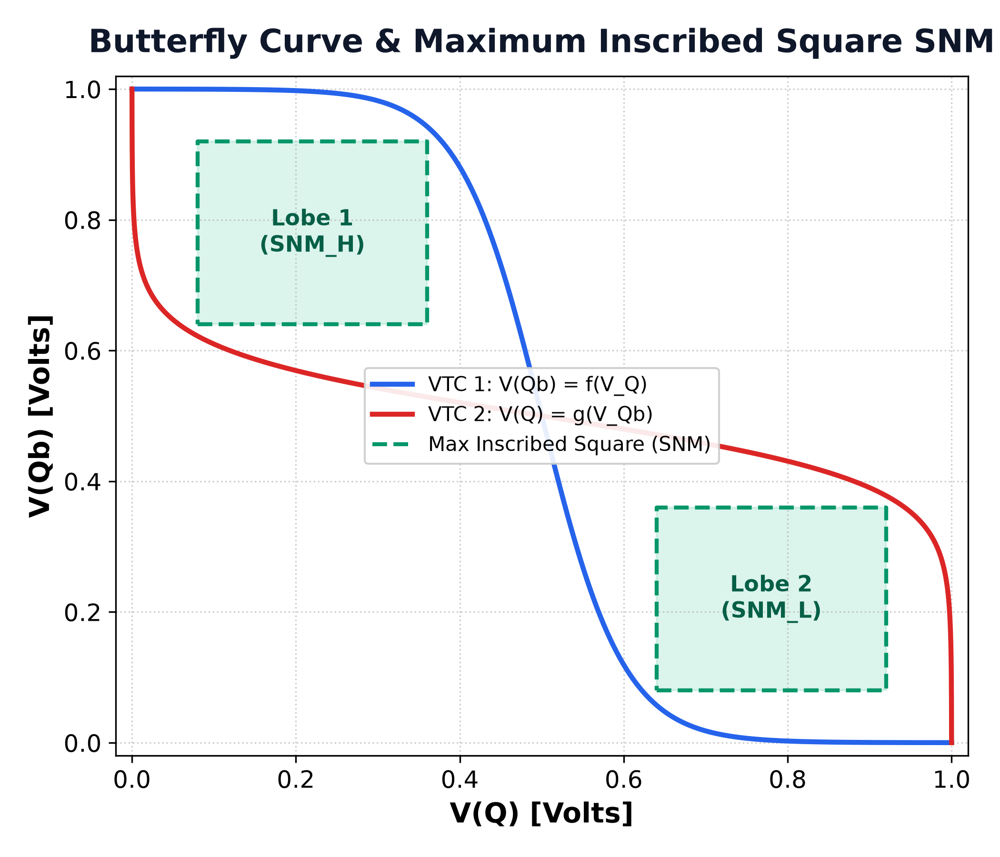 Butterfly Curve & Maximum Inscribed Square SNM
V(Qb) [Volts]
1.0
0.8
0.6
0.4
0.2
0.0
Lobe 1
(SNM_H)
VTC 1: V(Qb) = f(V_Q)
VTC 2: V(Q) = g(V_Qb)
Max Inscribed Square (SNM)
Lobe 2
(SNM_L)
0.0 0.2 0.4 0.6 0.8 1.0
V(Q) [Volts]